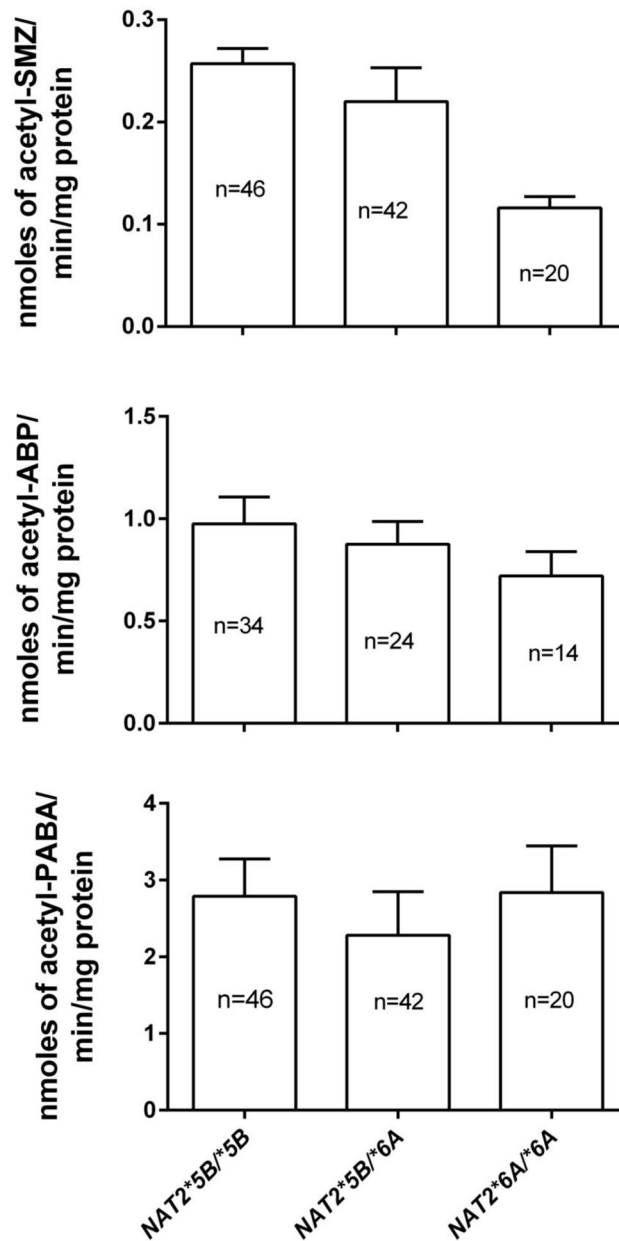 nmoles of acetyl-SMZ/
min/mg protein
0.3
0.2
0.1
0.0
n=46
n=42
n=20
nmoles of acetyl-ABP/
min/mg protein
1.5
1.0
0.5
0.0
n=34
n=24
n=14
nmoles of acetyl-PABA/
min/mg protein
4
3
2
1
0
n=46
n=42
n=20
NAT2*5B/*5B
NAT2*5B/*6A
NAT2*6A/*6A